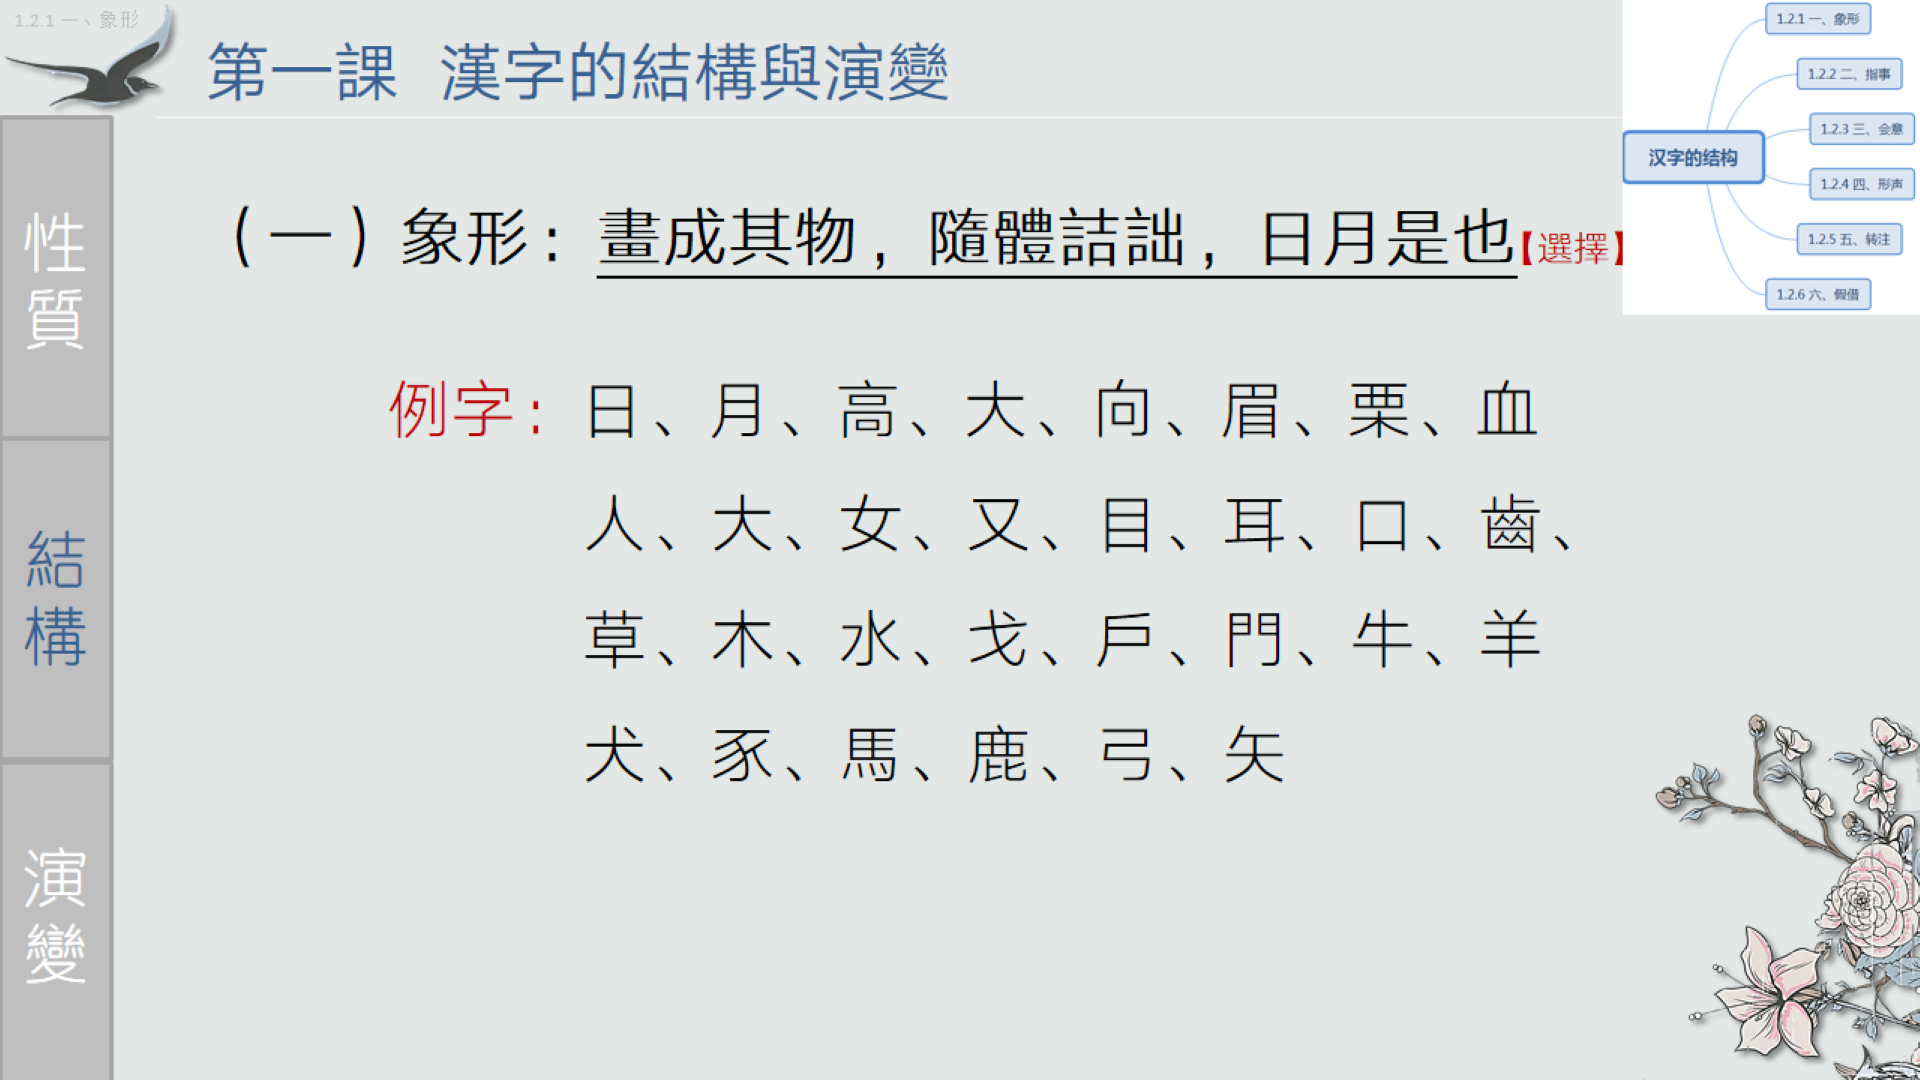 1.2.1 一、象形
第一課 漢字的結構與演變
(一)象形:畫成其物,隨體詰詘,日月是也【選擇】
例字:日、月、高、大、向、眉、栗、血
人、大、女、又、目、耳、口、齒、
草、木、水、戈、戶、門、牛、羊
犬、豕、馬、鹿、弓、矢
性質
結構
演變
汉字的结构
1.2.1 一、象形
1.2.2 二、指事
1.2.3 三、会意
1.2.4 四、形声
1.2.5 五、转注
1.2.6 六、假借